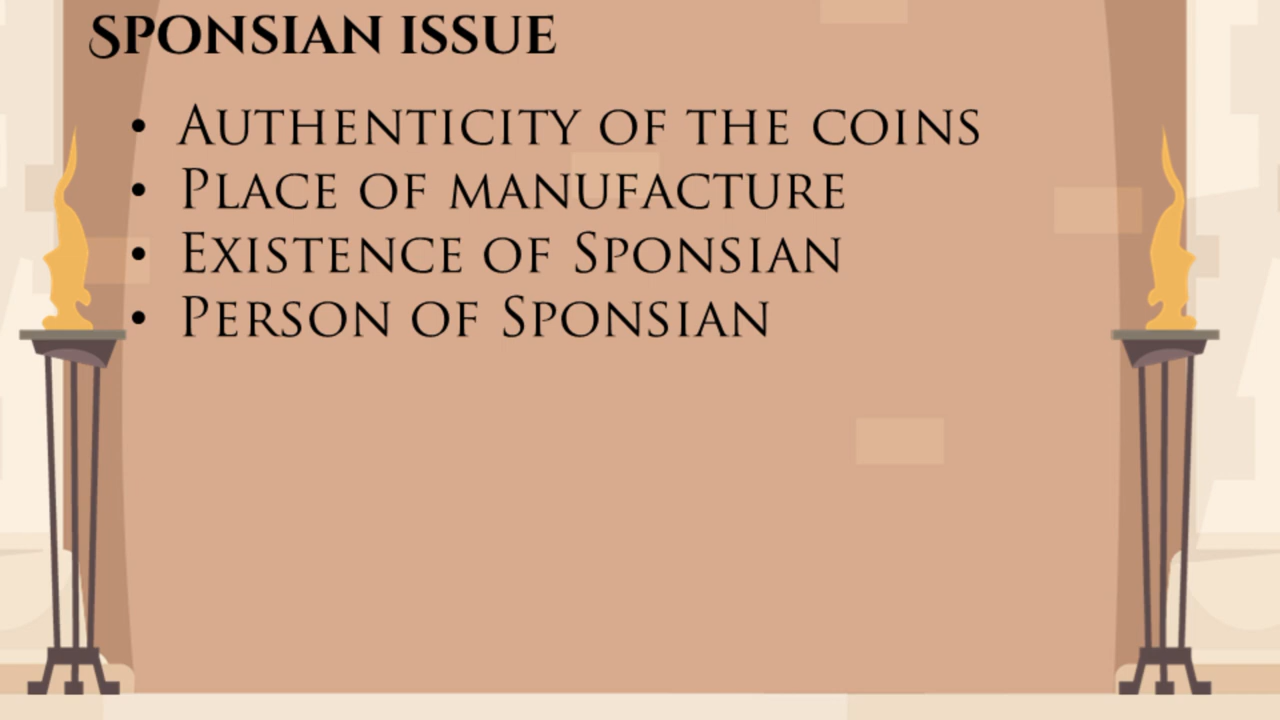 Sponsian issue
• Authenticity of the coins
• Place of manufacture
• Existence of Sponsian
• Person of Sponsian